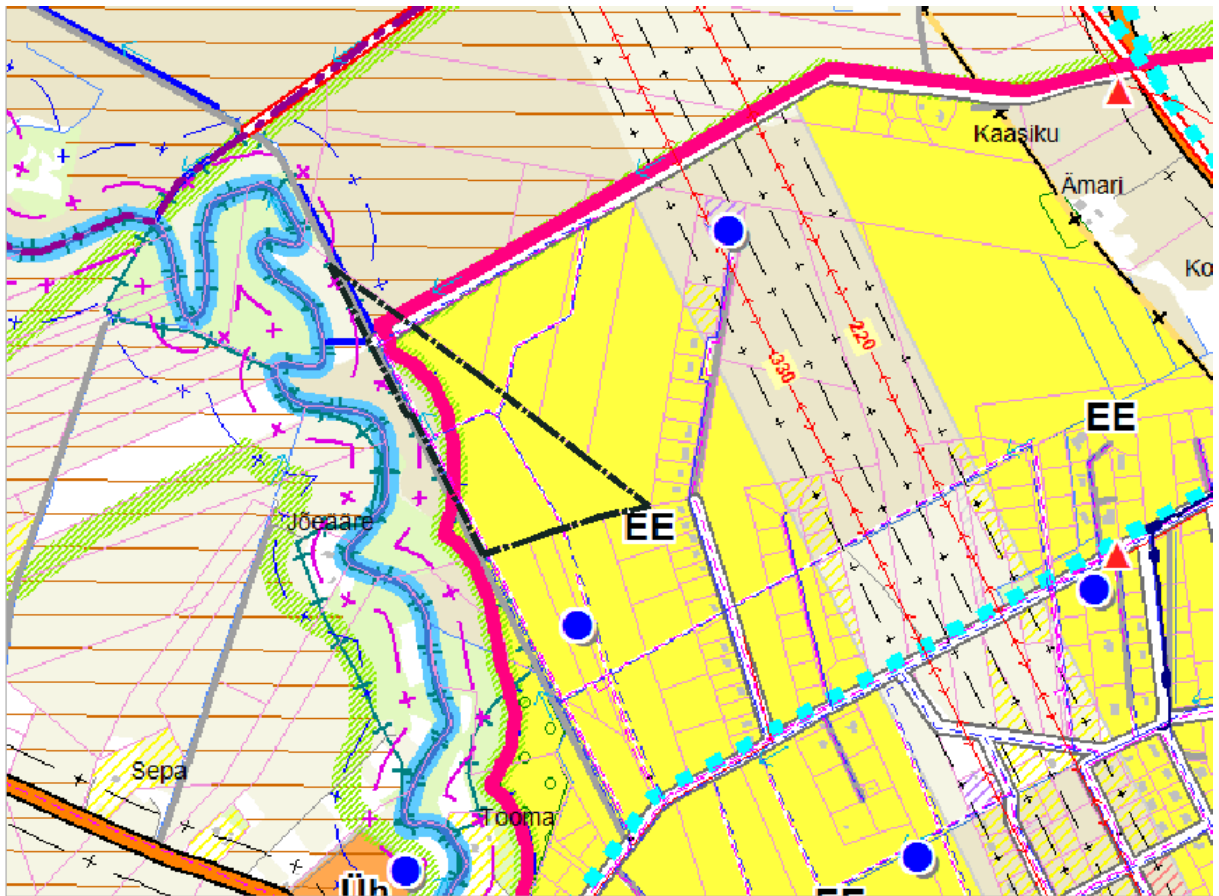 Kaasiku
Ämari
Ko
220
330
EE
EE
Jõeääre
Sepa
Tooma
Üh
EE